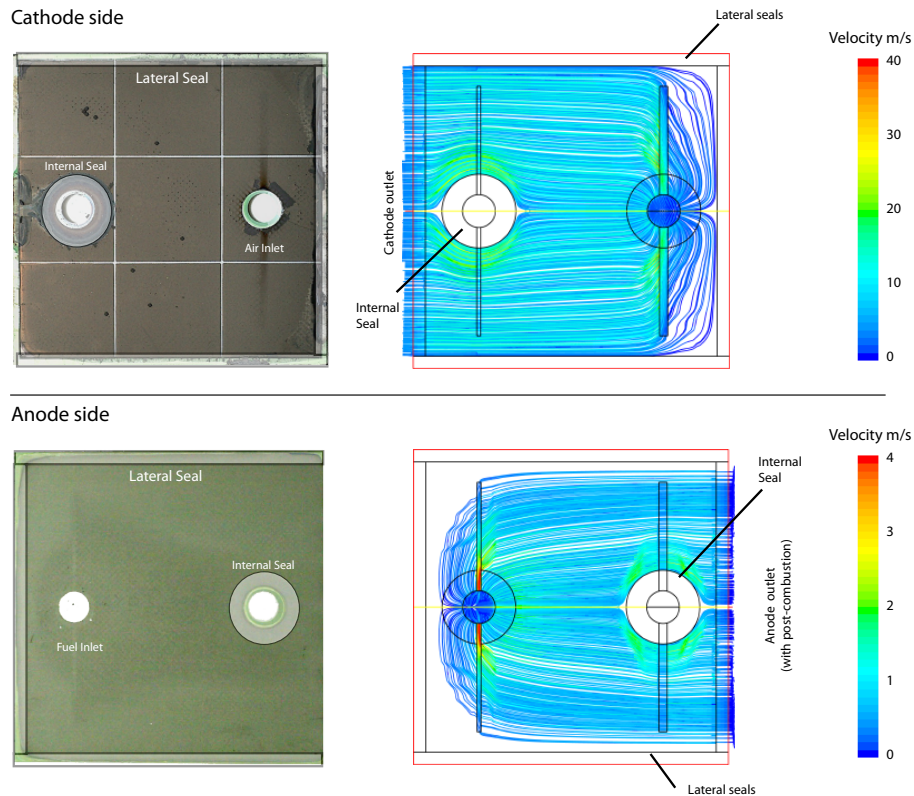 Cathode side
Lateral seals
Velocity m/s
Lateral Seal
40
30
Internal Seal
Air Inlet
Cathode outlet
20
10
Internal
Seal
0
Anode side
Velocity m/s
Lateral Seal
Internal
Seal
4
3
Internal Seal
Fuel Inlet
Anode outlet
(with post-combustion)
2
1
0
Lateral seals